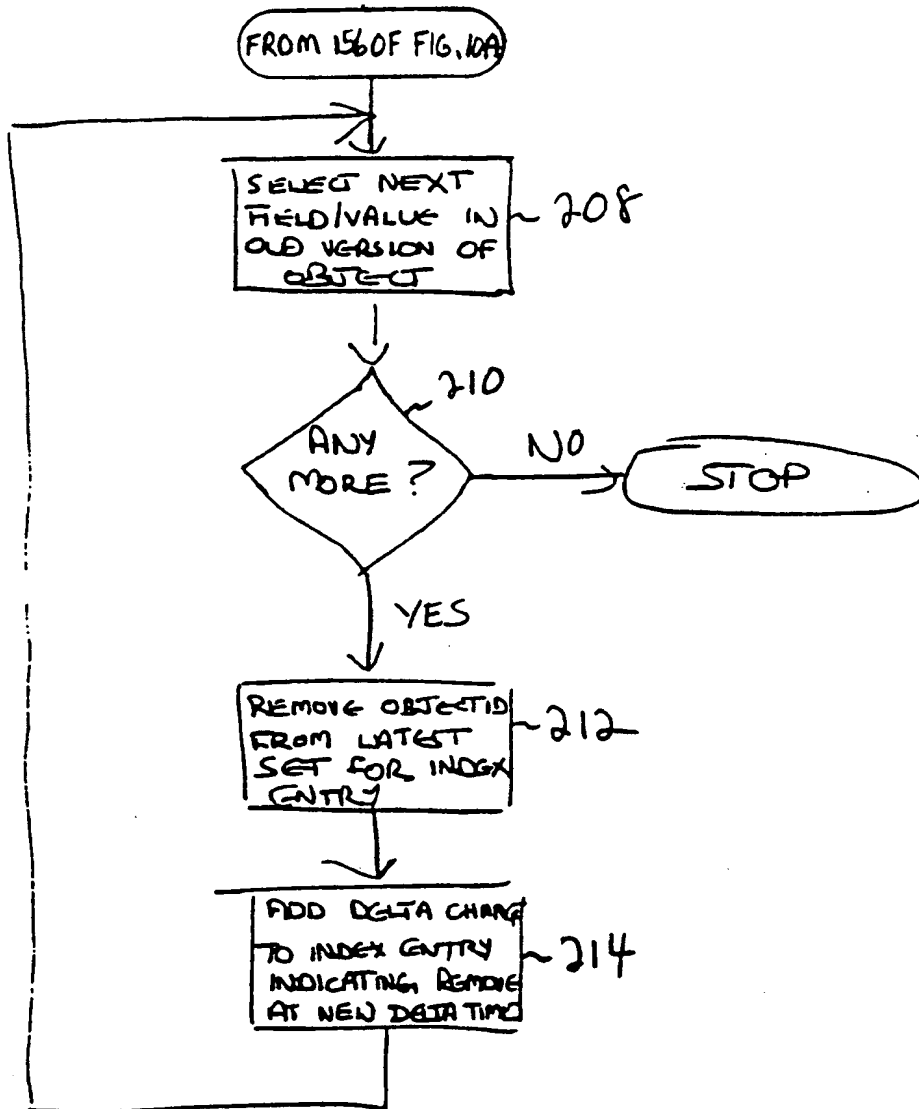 FROM 156 OF FIG. 10A
SELECT NEXT
FIELD/VALUE IN
OLD VERSION OF
OBJECT
208
210
ANY
MORE?
NO
STOP
YES
REMOVE OBJECTID
FROM LATEST
SET FOR INDEX
ENTRY
212
ADD DELTA CHANGE
TO INDEX ENTRY
INDICATING REMOVE
AT NEW DELTA TIME
214